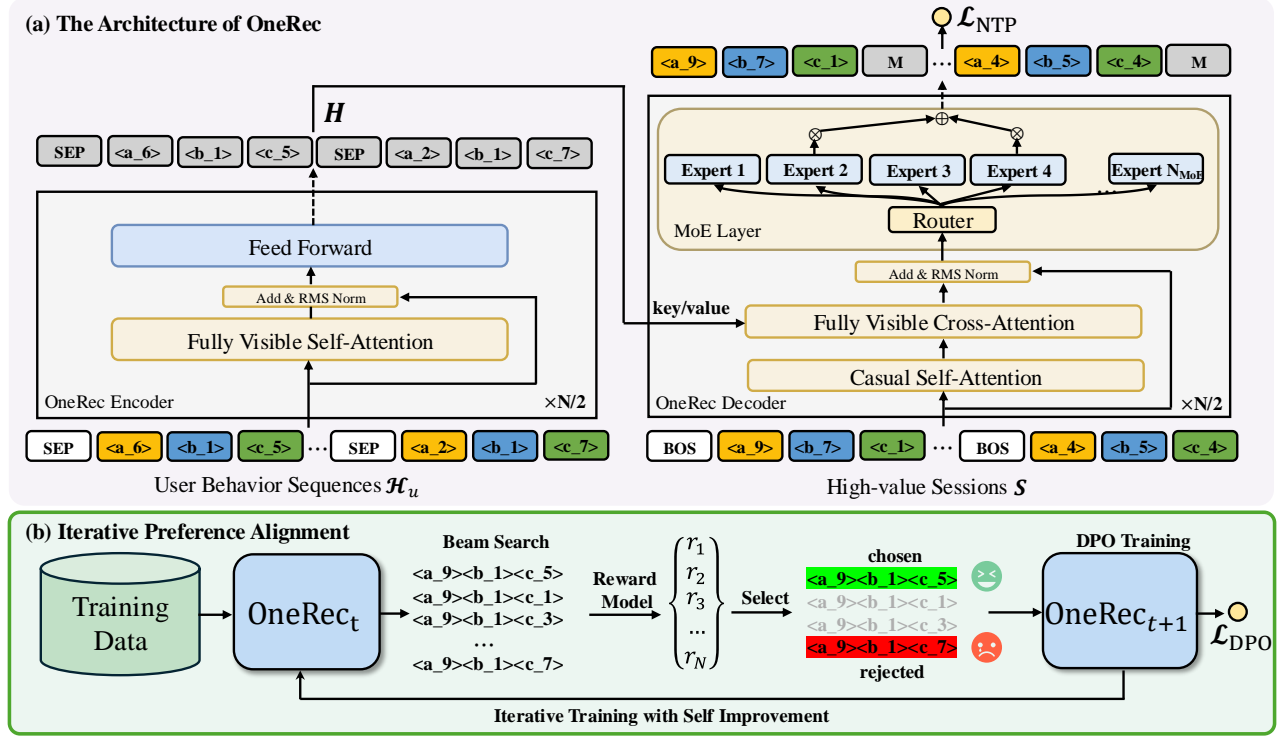 (a) The Architecture of OneRec
𝓛NTP
<a_9> <b_7> <c_1> M ... <a_4> <b_5> <c_4> M
H
SEP <a_6> <b_1> <c_5> SEP <a_2> <b_1> <c_7>
Feed Forward
Add & RMS Norm
Fully Visible Self-Attention
OneRec Encoder
×N/2
SEP <a_6> <b_1> <c_5> ... SEP <a_2> <b_1> <c_7>
User Behavior Sequences 𝓗u
Expert 1 Expert 2 Expert 3 Expert 4 ... Expert NMoE
Router
MoE Layer
Add & RMS Norm
key/value
Fully Visible Cross-Attention
Casual Self-Attention
OneRec Decoder
×N/2
BOS <a_9> <b_7> <c_1> ... BOS <a_4> <b_5> <c_4>
High-value Sessions S
(b) Iterative Preference Alignment
Training
Data
OneRect
Beam Search
<a_9><b_1><c_5>
<a_9><b_1><c_1>
<a_9><b_1><c_3>
...
<a_9><b_1><c_7>
Reward
Model
r1
r2
r3
...
rN
Select
chosen
<a_9><b_1><c_5>
<a_9><b_1><c_1>
<a_9><b_1><c_3>
<a_9><b_1><c_7>
rejected
DPO Training
OneRect+1
𝓛DPO
Iterative Training with Self Improvement